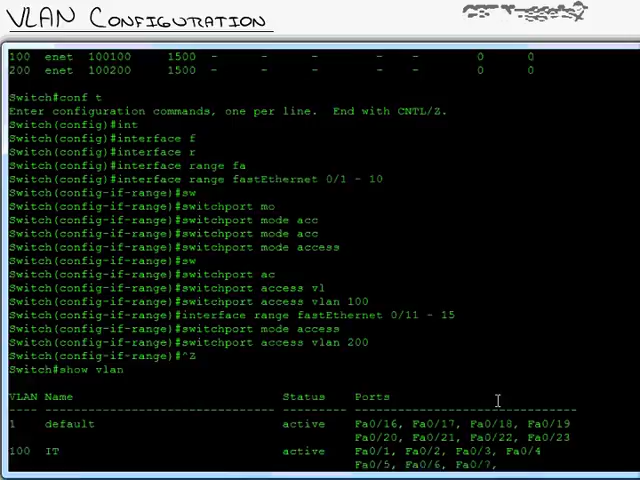 VLAN CONFIGURATION
100 enet 100100 1500 - - - - - 0 0
200 enet 100200 1500 - - - - - 0 0
Switch#conf t
Enter configuration commands, one per line. End with CNTL/Z.
Switch(config)#int
Switch(config)#interface f
Switch(config)#interface r
Switch(config)#interface range fa
Switch(config)#interface range fastEthernet 0/1 - 10
Switch(config-if-range)#sw
Switch(config-if-range)#switchport mo
Switch(config-if-range)#switchport mode acc
Switch(config-if-range)#switchport mode acc
Switch(config-if-range)#switchport mode access
Switch(config-if-range)#sw
Switch(config-if-range)#switchport ac
Switch(config-if-range)#switchport access vl
Switch(config-if-range)#switchport access vlan 100
Switch(config-if-range)#interface range fastEthernet 0/11 - 15
Switch(config-if-range)#switchport mode access
Switch(config-if-range)#switchport access vlan 200
Switch(config-if-range)#^Z
Switch#show vlan
VLAN Name Status Ports
---- -------------------------------- --------- -------------------------------
1 default active Fa0/16, Fa0/17, Fa0/18, Fa0/19
Fa0/20, Fa0/21, Fa0/22, Fa0/23
100 IT active Fa0/1, Fa0/2, Fa0/3, Fa0/4
Fa0/5, Fa0/6, Fa0/7,